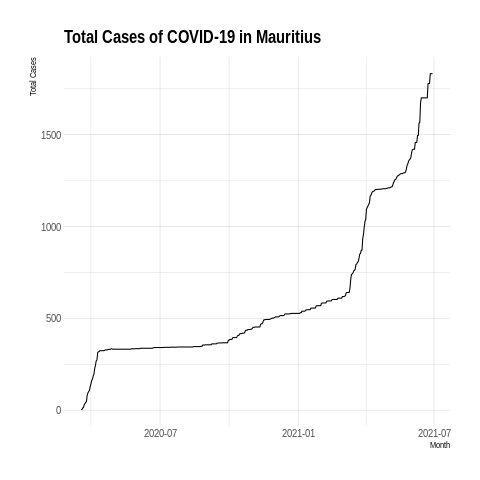 Total Cases of COVID-19 in Mauritius
Total Cases
1500
1000
500
0
2020-07 2021-01 2021-07
Month